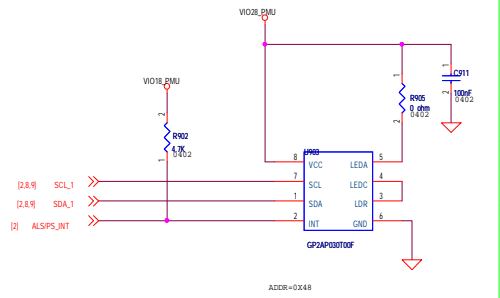 VIO28_PMU
VIO18_PMU
1
C911
2
100nF
0402
1
R905
0 ohm
0402
2
2
R902
4.7K
0402
1
U903
8 VCC LEDA 5
[2,8,9] SCL_1 7 SCL LEDC 4
[2,8,9] SDA_1 1 SDA LDR 3
[2] ALS/PS_INT 2 INT GND 6
GP2AP030T00F
ADDR=0X48